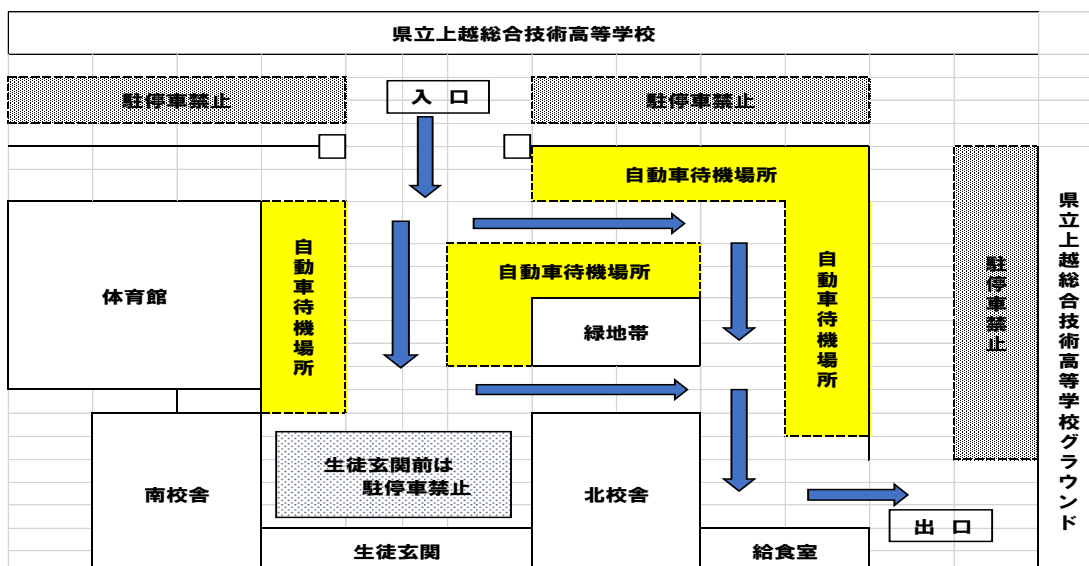 県立上越総合技術高等学校
駐停車禁止
入　口
駐停車禁止
自動車待機場所
自動車待機場所
自動車待機場所
自動車待機場所
体育館
緑地帯
駐停車禁止
県立上越総合技術高等学校グラウンド
生徒玄関前は
駐停車禁止
南校舎
北校舎
出　口
生徒玄関
給食室